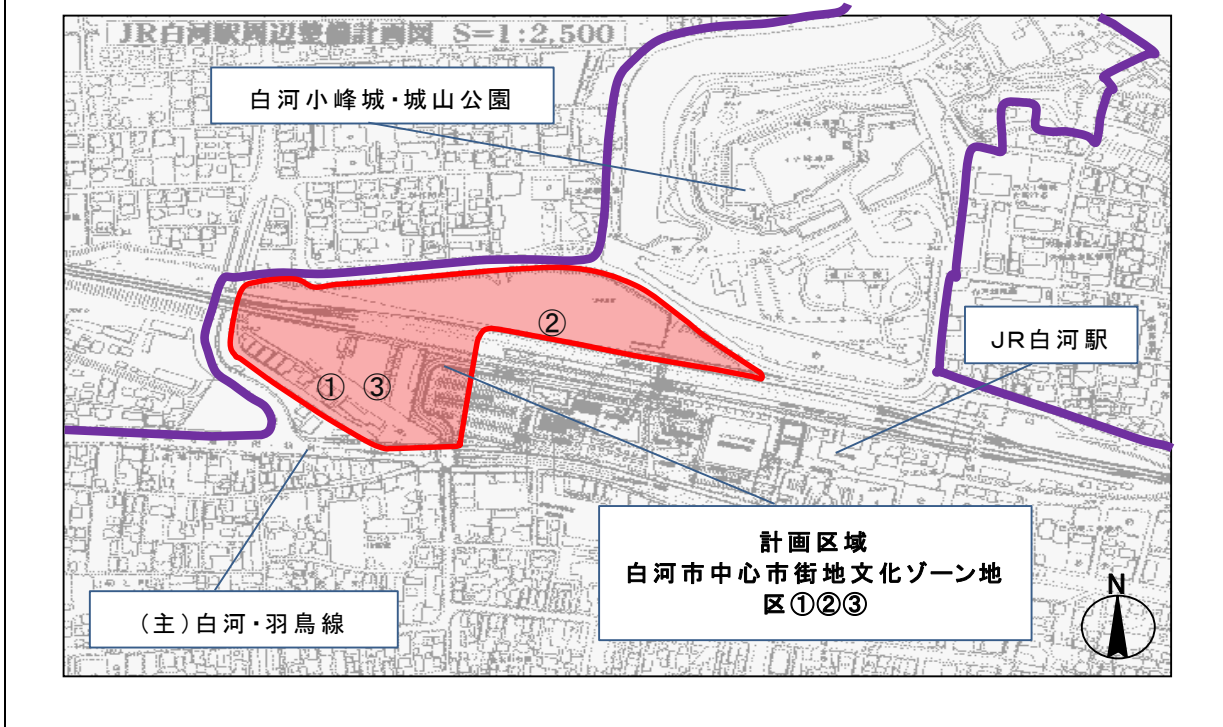 JR白河駅周辺整備計画図 S=1:2,500
白河小峰城・城山公園
JR白河駅
②
① ③
計画区域
白河市中心市街地文化ゾーン地
区①②③
(主)白河・羽鳥線
N